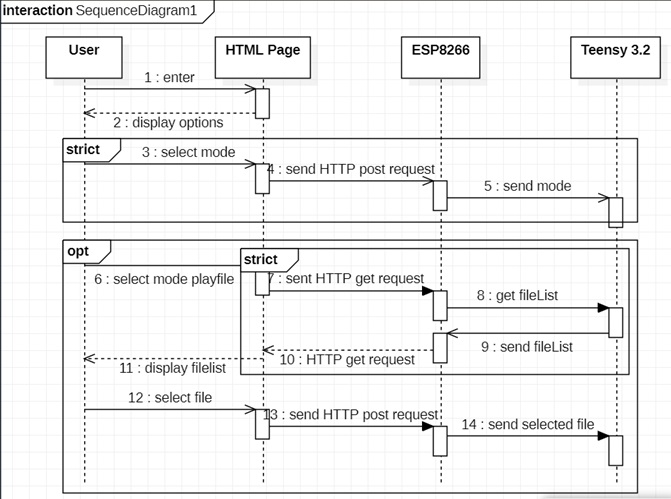 interaction SequenceDiagram1
User
HTML Page
ESP8266
Teensy 3.2
1 : enter
2 : display options
strict
3 : select mode
4 : send HTTP post request
5 : send mode
opt
strict
6 : select mode playfile
7 : sent HTTP get request
8 : get fileList
9 : send fileList
10 : HTTP get request
11 : display filelist
12 : select file
13 : send HTTP post request
14 : send selected file